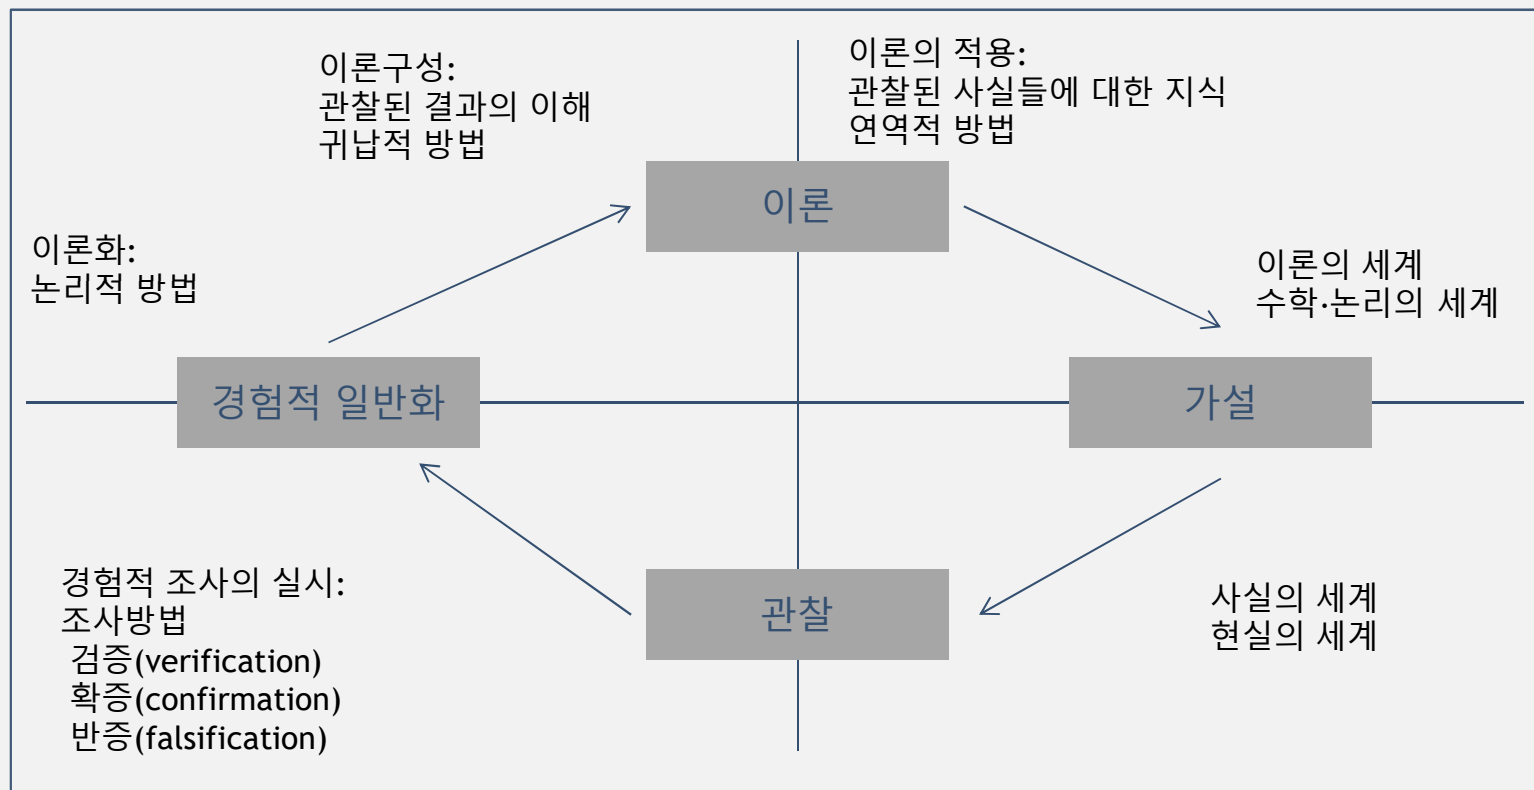 이론구성:
관찰된 결과의 이해
귀납적 방법
이론의 적용:
관찰된 사실들에 대한 지식
연역적 방법
이론
이론화:
논리적 방법
이론의 세계
수학·논리의 세계
경험적 일반화
가설
경험적 조사의 실시:
조사방법
검증(verification)
확증(confirmation)
반증(falsification)
관찰
사실의 세계
현실의 세계